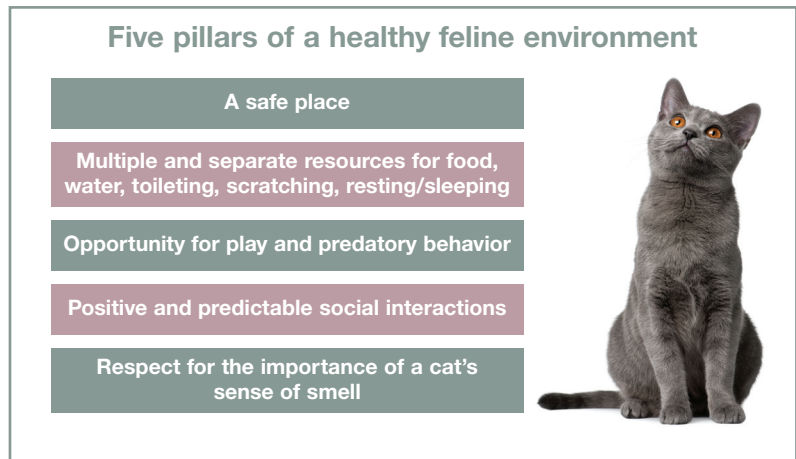 Five pillars of a healthy feline environment
A safe place
Multiple and separate resources for food,
water, toileting, scratching, resting/sleeping
Opportunity for play and predatory behavior
Positive and predictable social interactions
Respect for the importance of a cat’s
sense of smell